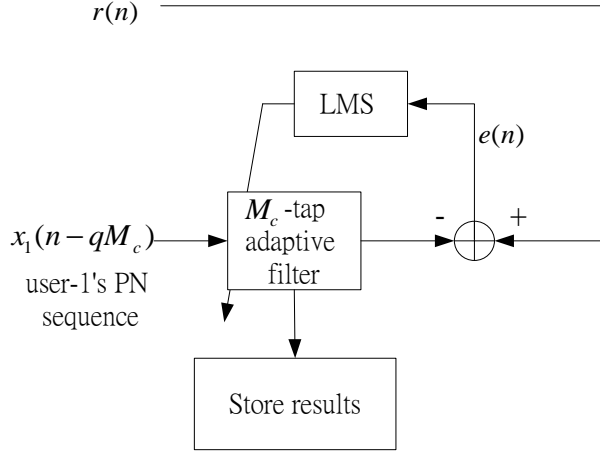 r(n)
LMS
e(n)
M_c -tap
adaptive
filter
- +
x_1(n − qM_c)
user-1's PN
sequence
Store results